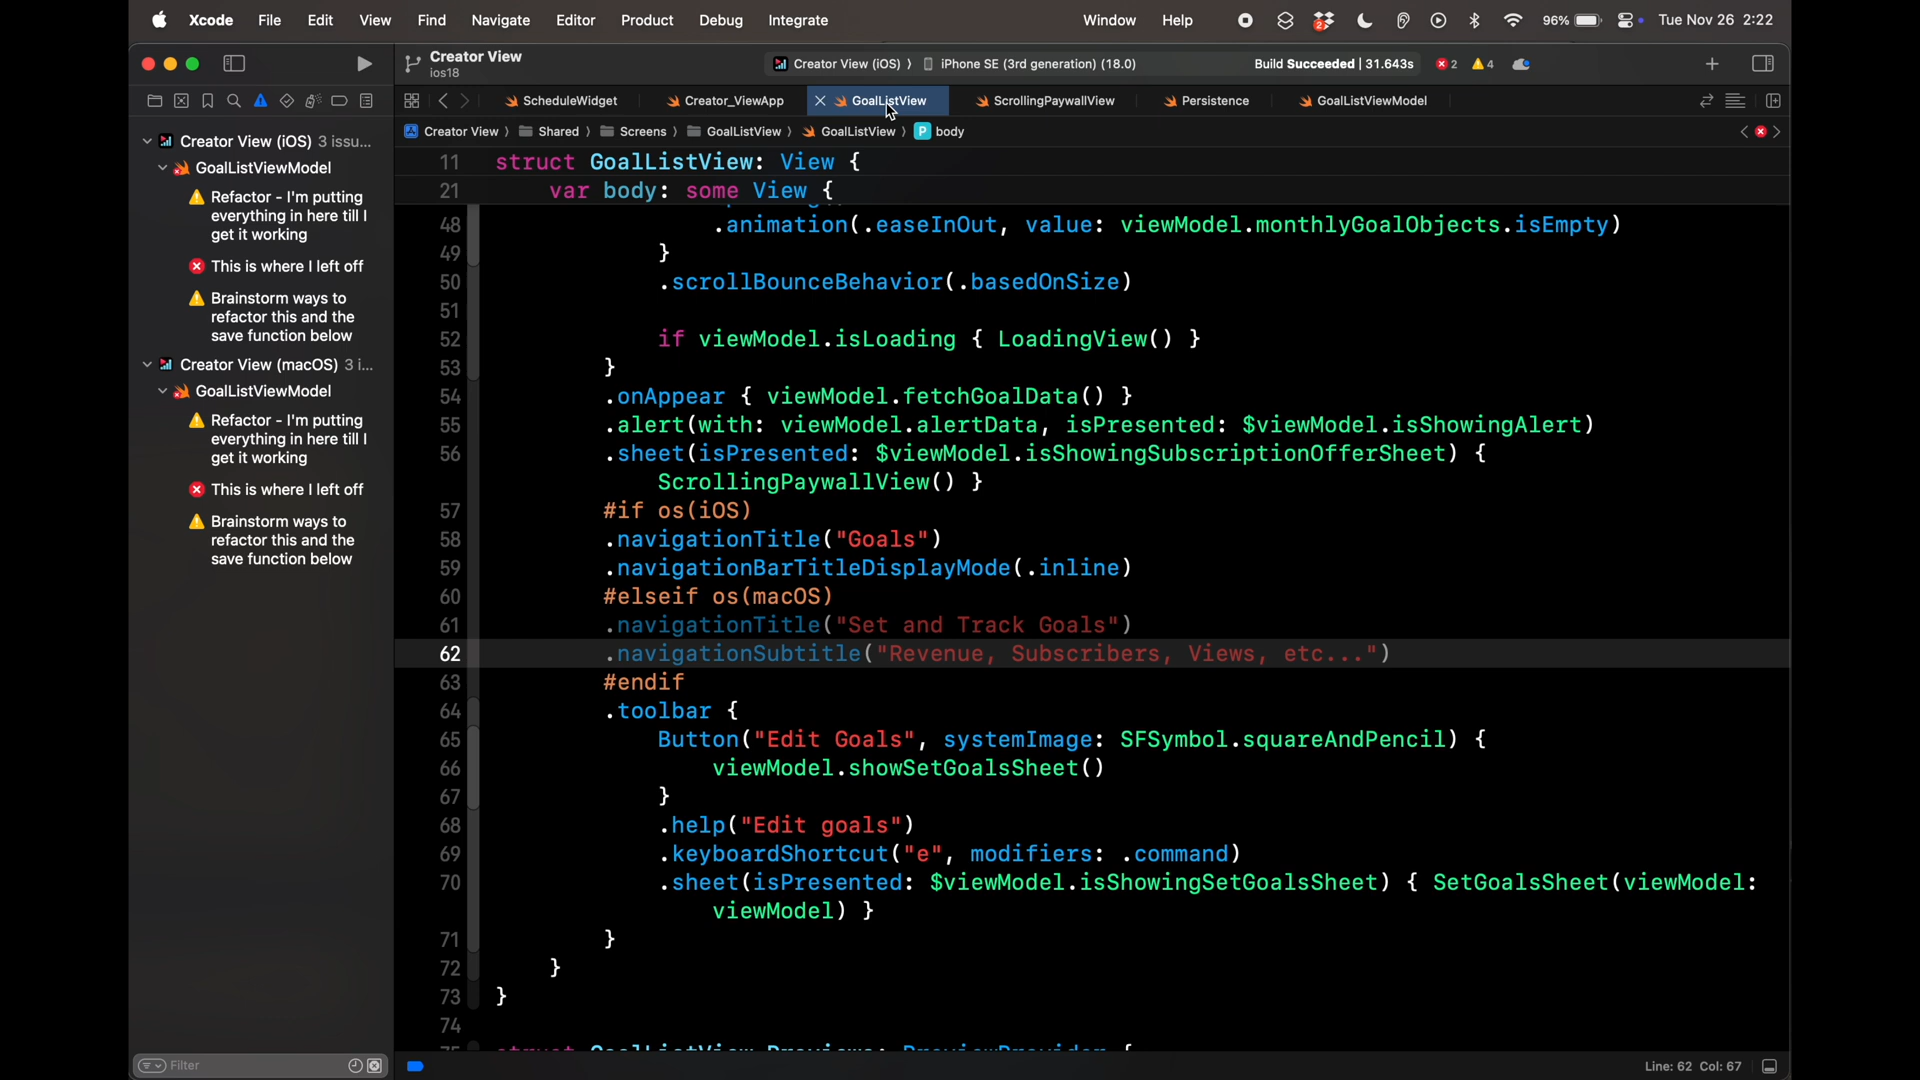 Xcode File Edit View Find Navigate Editor Product Debug Integrate Window Help 2 96% Tue Nov 26 2:22
Creator View
ios18
Creator View (iOS) 〉 iPhone SE (3rd generation) (18.0) Build Succeeded | 31.643s 2 4
ScheduleWidget Creator_ViewApp GoalListView ScrollingPaywallView Persistence GoalListViewModel
Creator View 〉 Shared 〉 Screens 〉 GoalListView 〉 GoalListView 〉 P body
Creator View (iOS) 3 issu...
GoalListViewModel
Refactor - I'm putting
everything in here till I
get it working
This is where I left off
Brainstorm ways to
refactor this and the
save function below
Creator View (macOS) 3 i...
GoalListViewModel
Refactor - I'm putting
everything in here till I
get it working
This is where I left off
Brainstorm ways to
refactor this and the
save function below
Filter
11 struct GoalListView: View {
21 var body: some View {
48 .animation(.easeInOut, value: viewModel.monthlyGoalObjects.isEmpty)
49 }
50 .scrollBounceBehavior(.basedOnSize)
51
52 if viewModel.isLoading { LoadingView() }
53 }
54 .onAppear { viewModel.fetchGoalData() }
55 .alert(with: viewModel.alertData, isPresented: $viewModel.isShowingAlert)
56 .sheet(isPresented: $viewModel.isShowingSubscriptionOfferSheet) {
ScrollingPaywallView() }
57 #if os(iOS)
58 .navigationTitle("Goals")
59 .navigationBarTitleDisplayMode(.inline)
60 #elseif os(macOS)
61 .navigationTitle("Set and Track Goals")
62 .navigationSubtitle("Revenue, Subscribers, Views, etc...")
63 #endif
64 .toolbar {
65 Button("Edit Goals", systemImage: SFSymbol.squareAndPencil) {
66 viewModel.showSetGoalsSheet()
67 }
68 .help("Edit goals")
69 .keyboardShortcut("e", modifiers: .command)
70 .sheet(isPresented: $viewModel.isShowingSetGoalsSheet) { SetGoalsSheet(viewModel:
viewModel) }
71 }
72 }
73 }
74
75 struct GoalListView_Previews: PreviewProvider {
Line: 62 Col: 67